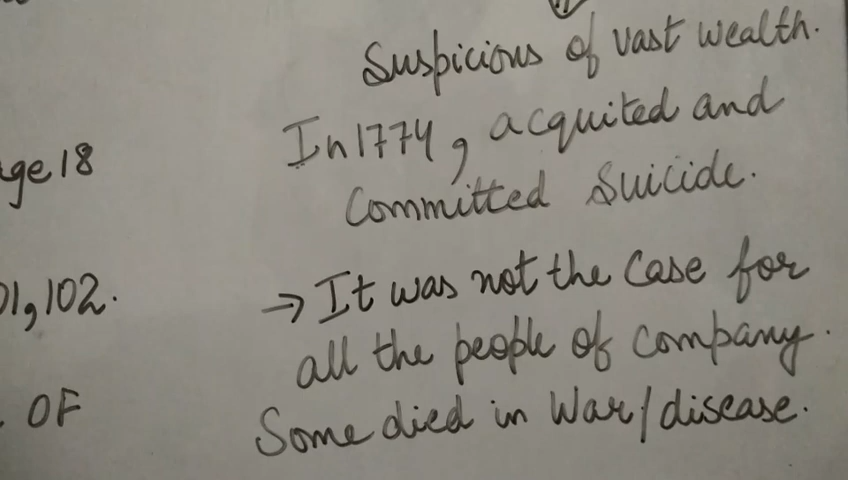 Suspicious of vast wealth.
In 1774, acquited and
committed suicide.
→ It was not the case for
all the people of company.
Some died in war/disease.
ge 18
1,102.
. OF